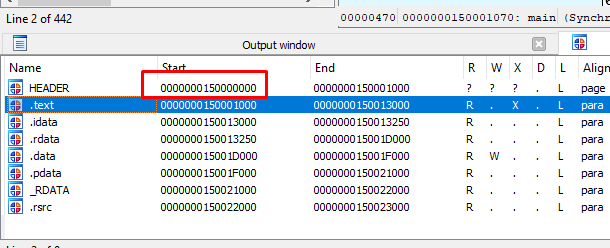 Line 2 of 442
00000470 0000000150001070: main (Synchr
Output window
Name Start End R W X D L Align
HEADER 0000000150000000 0000000150001000 ? ? ? . L page
.text 0000000150001000 0000000150013000 R . X . L para
.idata 0000000150013000 0000000150013250 R . . . L para
.rdata 0000000150013250 000000015001D000 R . . . L para
.data 000000015001D000 000000015001F000 R W . . L para
.pdata 000000015001F000 0000000150021000 R . . . L para
_RDATA 0000000150021000 0000000150022000 R . . . L para
.rsrc 0000000150022000 0000000150023000 R . . . L para